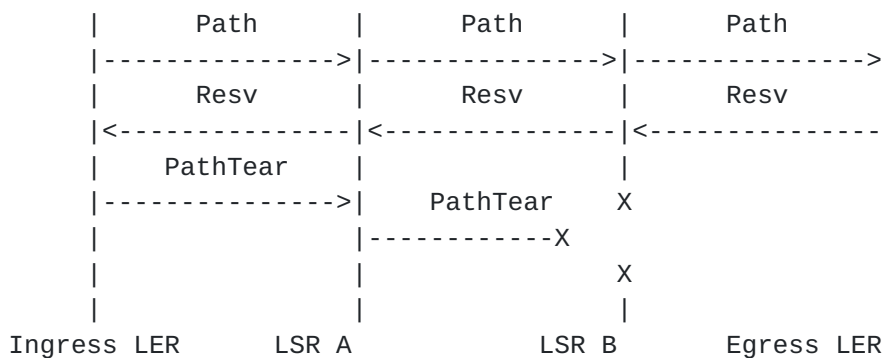 |      Path      |      Path      |      Path
|--------------->|--------------->|--------------->
|      Resv      |      Resv      |      Resv
|<---------------|<---------------|<---------------
|    PathTear    |                |
|--------------->|    PathTear    X
|                |------------X
|                |                X
|                |                |
Ingress LER      LSR A            LSR B       Egress LER